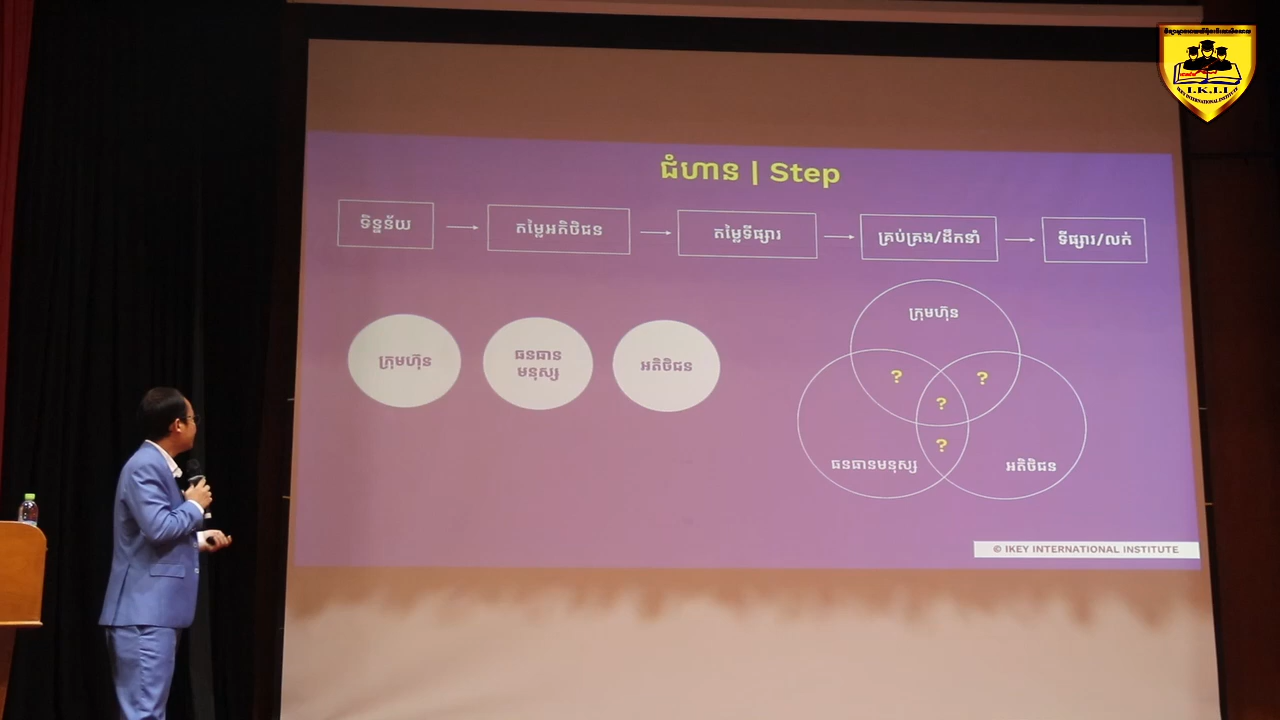 ជំហាន | Step
ទិន្នន័យ
តម្លៃអតិថិជន
តម្លៃទីផ្សារ
គ្រប់គ្រង/ដឹកនាំ
ទីផ្សារ/លក់
ក្រុមហ៊ុន
ធនធាន
មនុស្ស
អតិថិជន
ក្រុមហ៊ុន
?
?
?
?
ធនធានមនុស្ស
អតិថិជន
© IKEY INTERNATIONAL INSTITUTE
I.K.I.I
IKEY INTERNATIONAL INSTITUTE